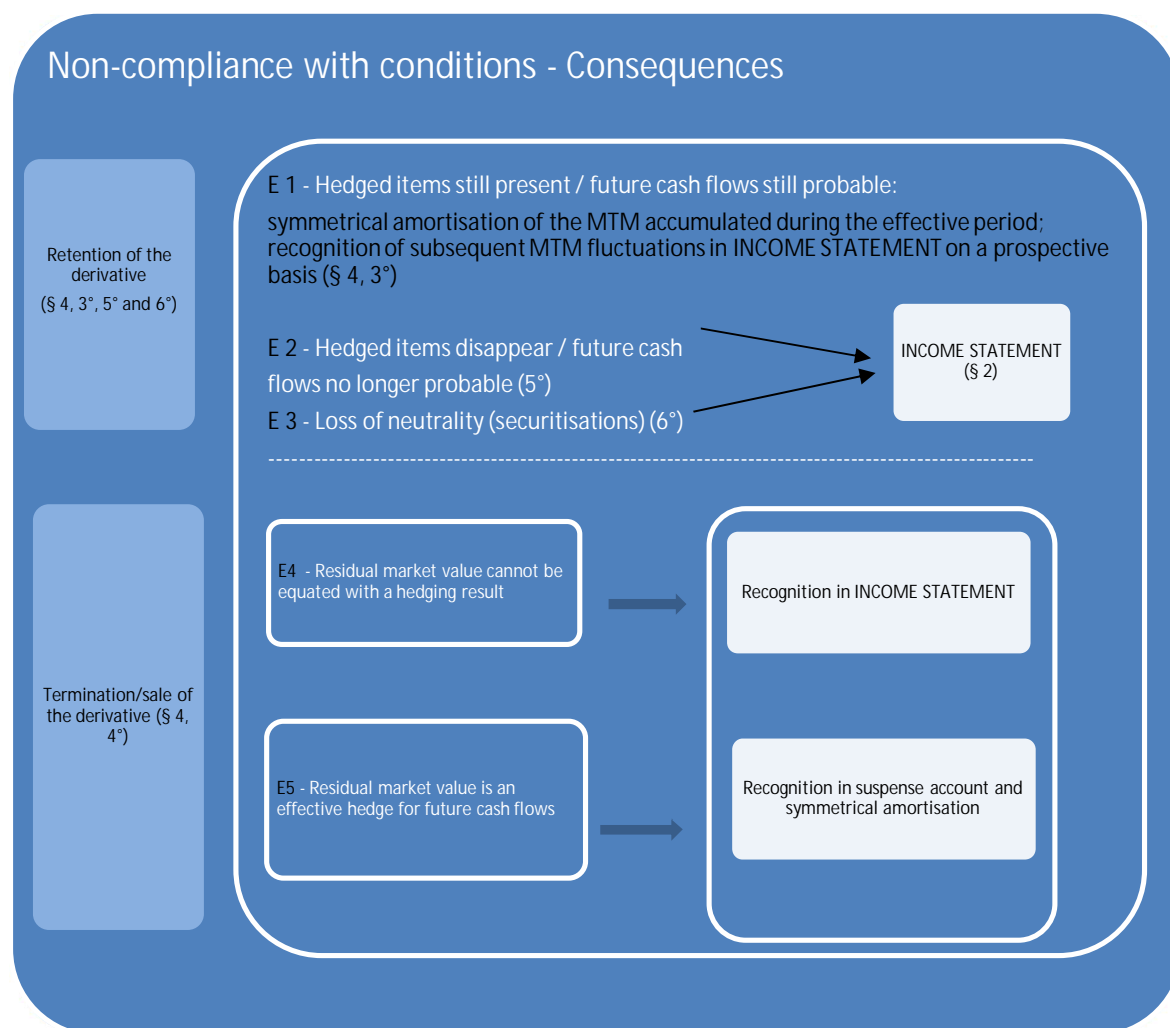 Non-compliance with conditions - Consequences
Retention of the
derivative
(§ 4, 3°, 5° and 6°)
E 1 - Hedged items still present / future cash flows still probable:
symmetrical amortisation of the MTM accumulated during the effective period;
recognition of subsequent MTM fluctuations in INCOME STATEMENT on a prospective
basis (§ 4, 3°)
E 2 - Hedged items disappear / future cash
flows no longer probable (5°)
E 3 - Loss of neutrality (securitisations) (6°)
INCOME STATEMENT
(§ 2)
----------------------------------------------------------------------------------------------------
Termination/sale of
the derivative (§ 4,
4°)
E4 - Residual market value cannot be
equated with a hedging result
Recognition in INCOME STATEMENT
E5 - Residual market value is an
effective hedge for future cash flows
Recognition in suspense account and
symmetrical amortisation